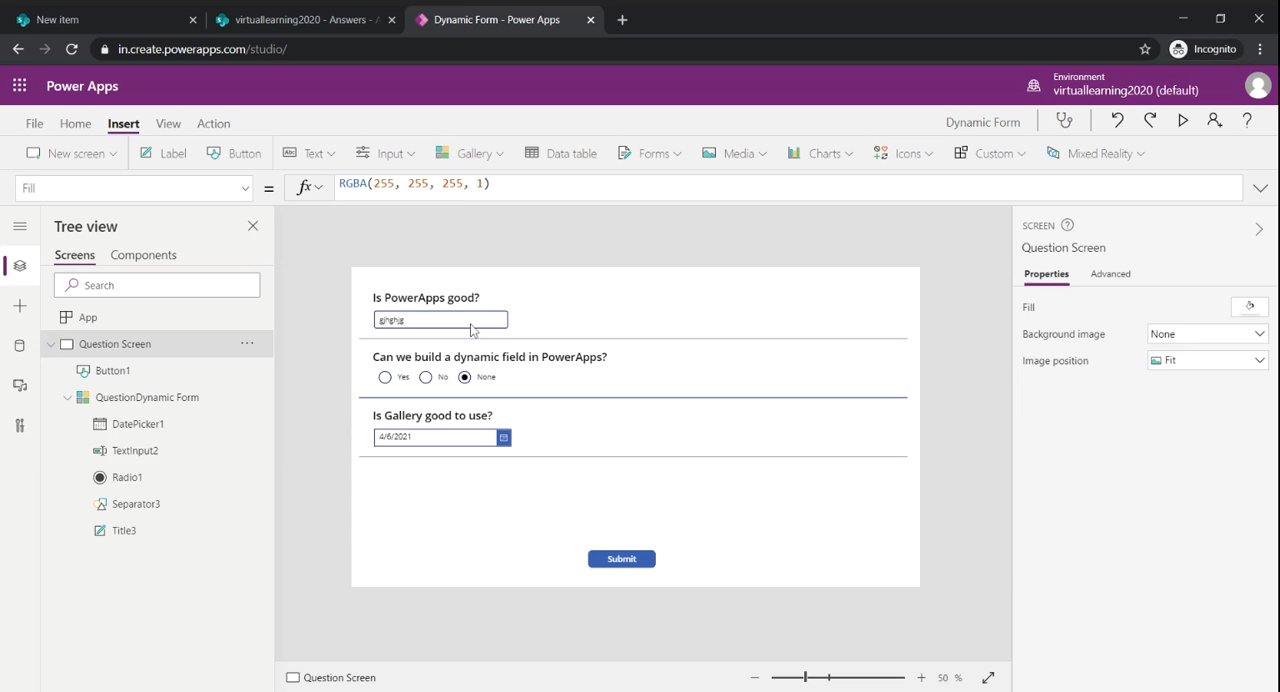 New item
virtuallearning2020 - Answers - A
Dynamic Form - Power Apps
in.create.powerapps.com/studio/
Incognito
Power Apps
Environment
virtuallearning2020 (default)
File Home Insert View Action
Dynamic Form
New screen Label Button Text Input Gallery Data table Forms Media Charts Icons Custom Mixed Reality
Fill = fx RGBA(255, 255, 255, 1)
Tree view
Screens Components
Search
App
Question Screen
Button1
QuestionDynamic Form
DatePicker1
TextInput2
Radio1
Separator3
Title3
Is PowerApps good?
gjhghjg
Can we build a dynamic field in PowerApps?
Yes No None
Is Gallery good to use?
4/6/2021
Submit
SCREEN
Question Screen
Properties Advanced
Fill
Background image None
Image position Fit
Question Screen
50 %